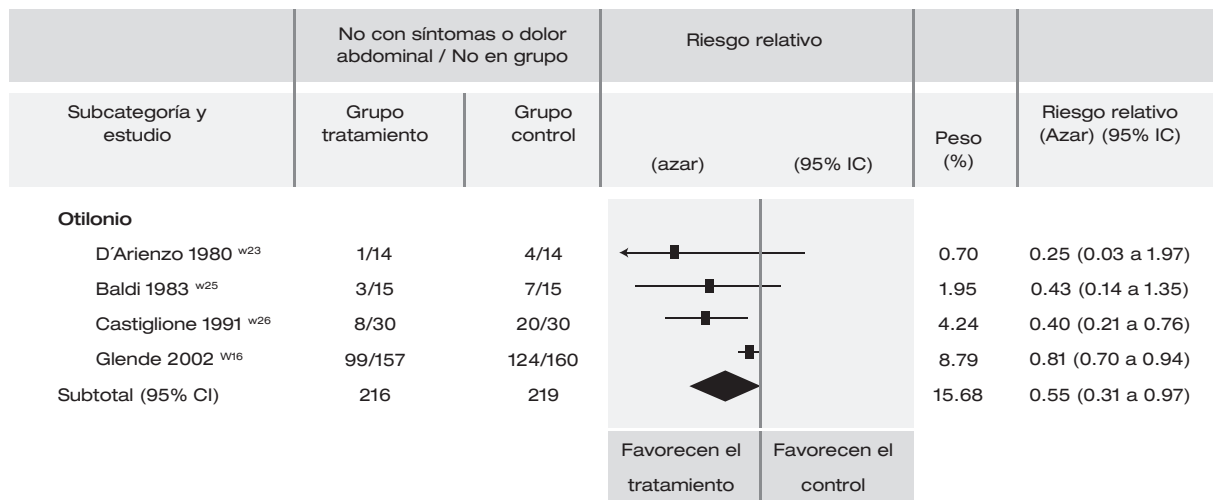 No con síntomas o dolor
abdominal / No en grupo
Riesgo relativo
Subcategoría y
estudio
Grupo
tratamiento
Grupo
control
(azar) (95% IC)
Peso
(%)
Riesgo relativo
(Azar) (95% IC)
Otilonio
D´Arienzo 1980 w23 1/14 4/14 0.70 0.25 (0.03 a 1.97)
Baldi 1983 w25 3/15 7/15 1.95 0.43 (0.14 a 1.35)
Castiglione 1991 w26 8/30 20/30 4.24 0.40 (0.21 a 0.76)
Glende 2002 W16 99/157 124/160 8.79 0.81 (0.70 a 0.94)
Subtotal (95% CI) 216 219 15.68 0.55 (0.31 a 0.97)
Favorecen el
tratamiento
Favorecen el
control